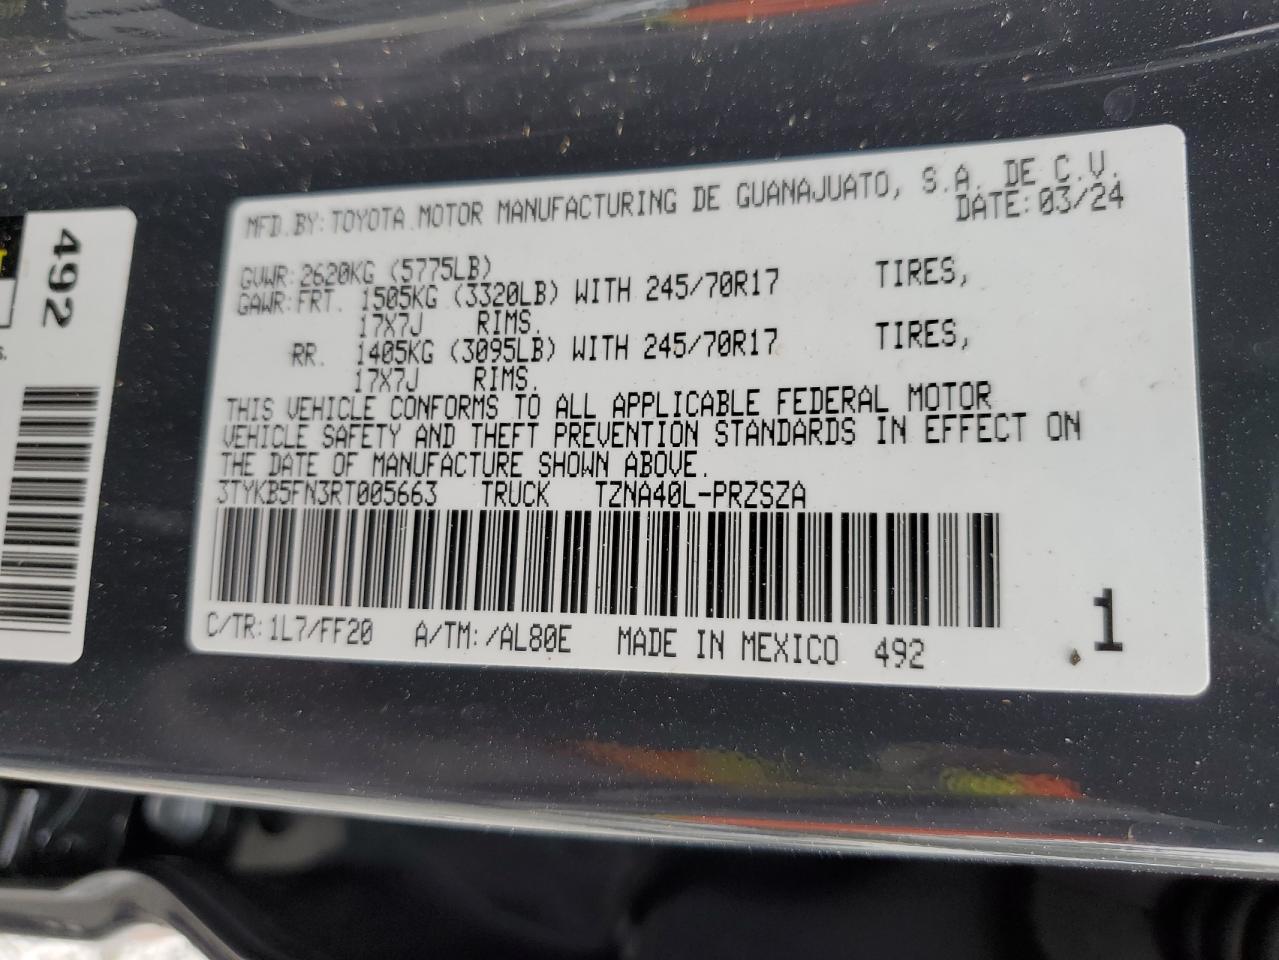 MFD.BY:TOYOTA MOTOR MANUFACTURING DE GUANAJUATO, S.A. DE C.V.
DATE:03/24
GVWR:2620KG (5775LB)
GAWR:FRT. 1505KG (3320LB) WITH 245/70R17 TIRES,
17X7J RIMS.
RR. 1405KG (3095LB) WITH 245/70R17 TIRES,
17X7J RIMS.
THIS VEHICLE CONFORMS TO ALL APPLICABLE FEDERAL MOTOR
VEHICLE SAFETY AND THEFT PREVENTION STANDARDS IN EFFECT ON
THE DATE OF MANUFACTURE SHOWN ABOVE.
3TYKB5FN3RT005663 TRUCK TZNA40L-PRZSZA
C/TR:1L7/FF20 A/TM:/AL80E MADE IN MEXICO 492
1
492